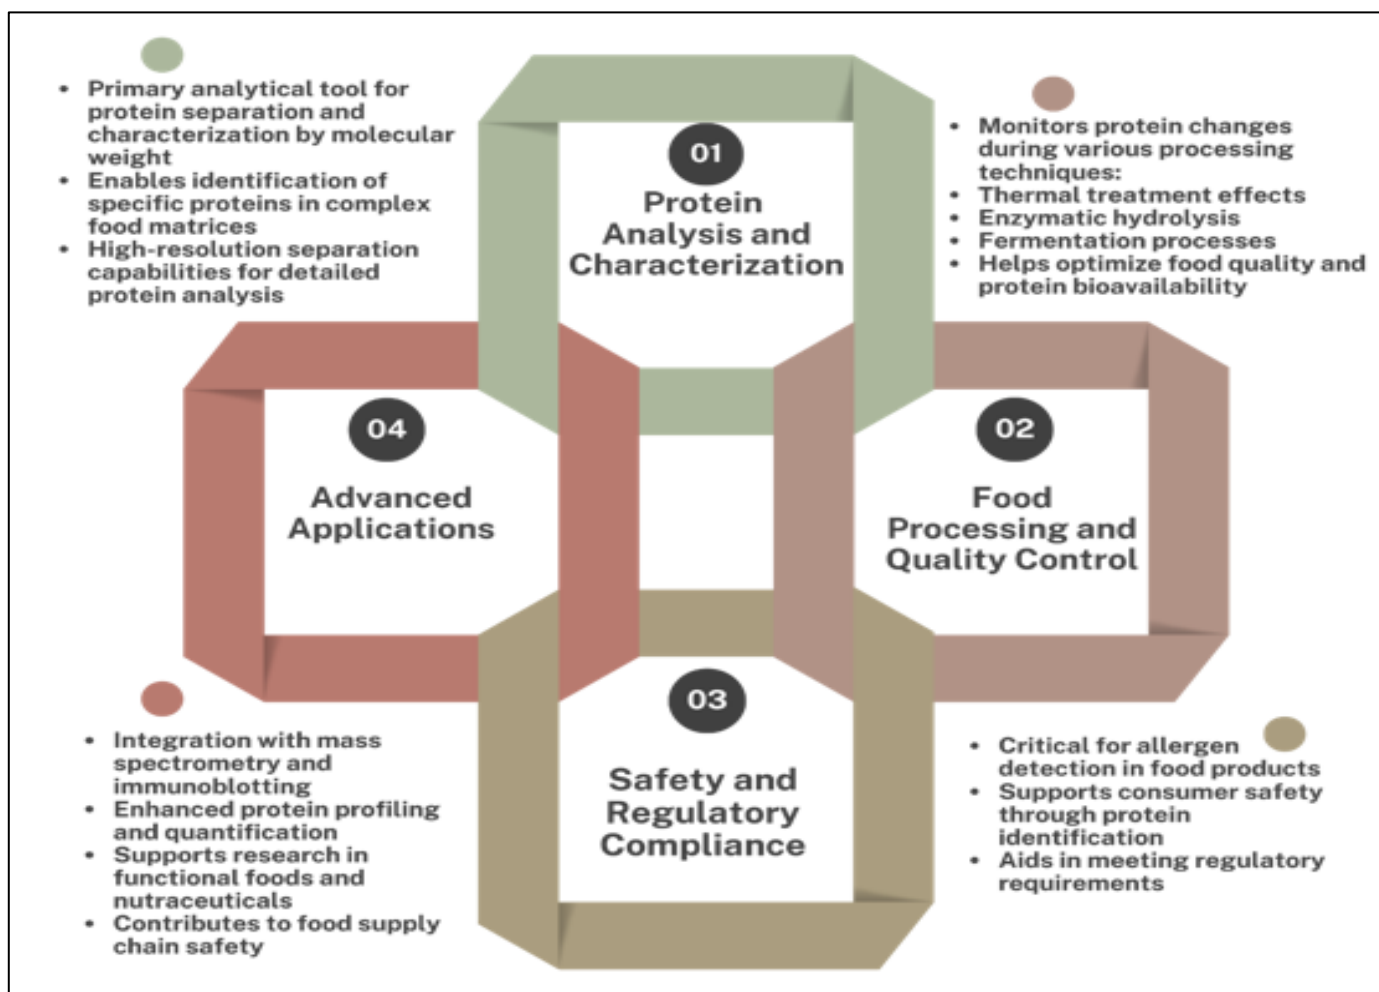 • Primary analytical tool for
protein separation and
characterization by molecular
weight
• Enables identification of
specific proteins in complex
food matrices
• High-resolution separation
capabilities for detailed
protein analysis
01
Protein
Analysis and
Characterization
• Monitors protein changes
during various processing
techniques:
• Thermal treatment effects
• Enzymatic hydrolysis
• Fermentation processes
• Helps optimize food quality and
protein bioavailability
04
Advanced
Applications
02
Food
Processing and
Quality Control
03
Safety and
Regulatory
Compliance
• Integration with mass
spectrometry and
immunoblotting
• Enhanced protein profiling
and quantification
• Supports research in
functional foods and
nutraceuticals
• Contributes to food supply
chain safety
• Critical for allergen
detection in food products
• Supports consumer safety
through protein
identification
• Aids in meeting regulatory
requirements